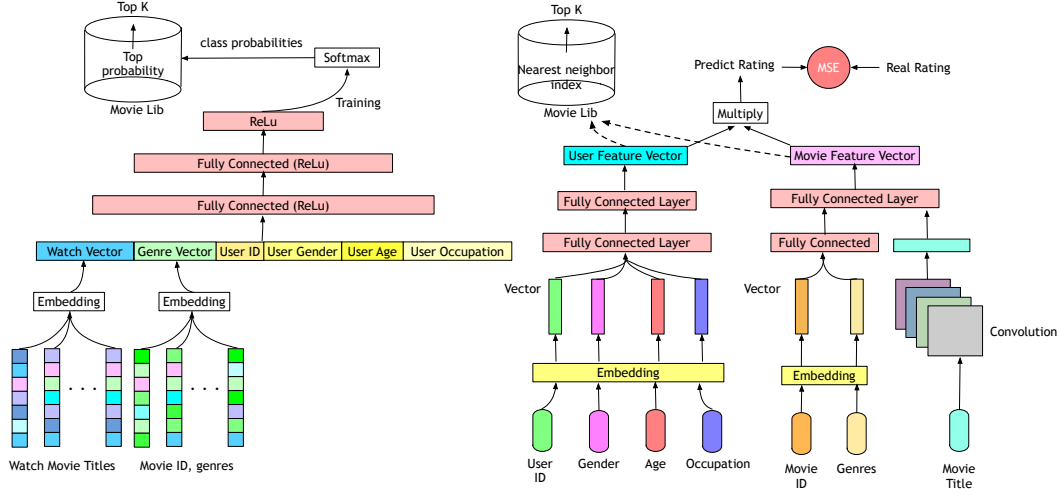 Top K
Top
probability
Movie Lib
class probabilities
Softmax
Training
ReLu
Fully Connected (ReLu)
Fully Connected (ReLu)
Watch Vector
Genre Vector
User ID
User Gender
User Age
User Occupation
Embedding
Embedding
. . .
. . .
Watch Movie Titles
Movie ID, genres
Top K
Nearest neighbor
index
Movie Lib
Predict Rating
MSE
Real Rating
Multiply
User Feature Vector
Movie Feature Vector
Fully Connected Layer
Fully Connected Layer
Fully Connected Layer
Fully Connected
Vector
Vector
Convolution
Embedding
Embedding
User
ID
Gender
Age
Occupation
Movie
ID
Genres
Movie
Title